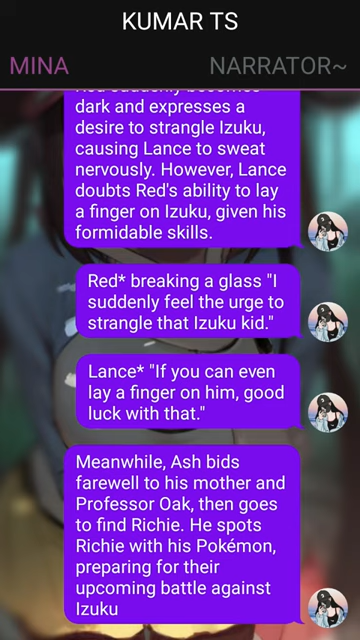 KUMAR TS
MINA
NARRATOR~
Red suddenly becomes
dark and expresses a
desire to strangle Izuku,
causing Lance to sweat
nervously. However, Lance
doubts Red's ability to lay
a finger on Izuku, given his
formidable skills.
Red* breaking a glass "I
suddenly feel the urge to
strangle that Izuku kid."
Lance* "If you can even
lay a finger on him, good
luck with that."
Meanwhile, Ash bids
farewell to his mother and
Professor Oak, then goes
to find Richie. He spots
Richie with his Pokémon,
preparing for their
upcoming battle against
Izuku